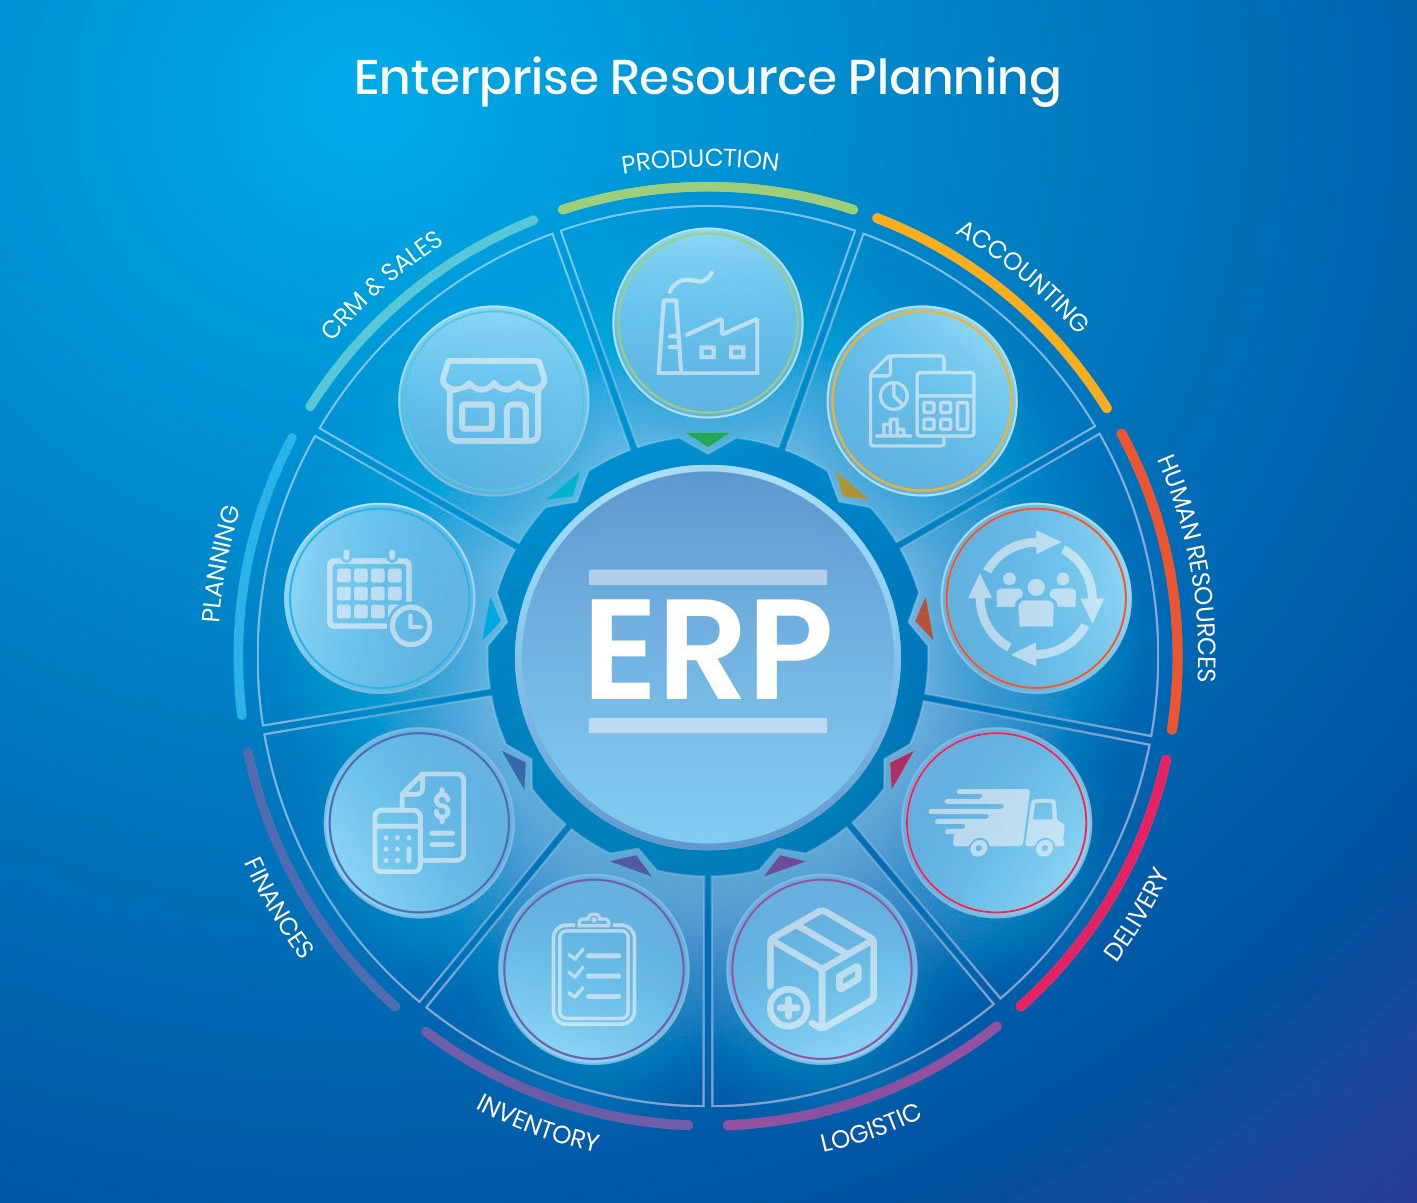 Enterprise Resource Planning
PRODUCTION
ACCOUNTING
HUMAN RESOURCES
DELIVERY
LOGISTIC
INVENTORY
FINANCES
PLANNING
CRM & SALES
ERP
$